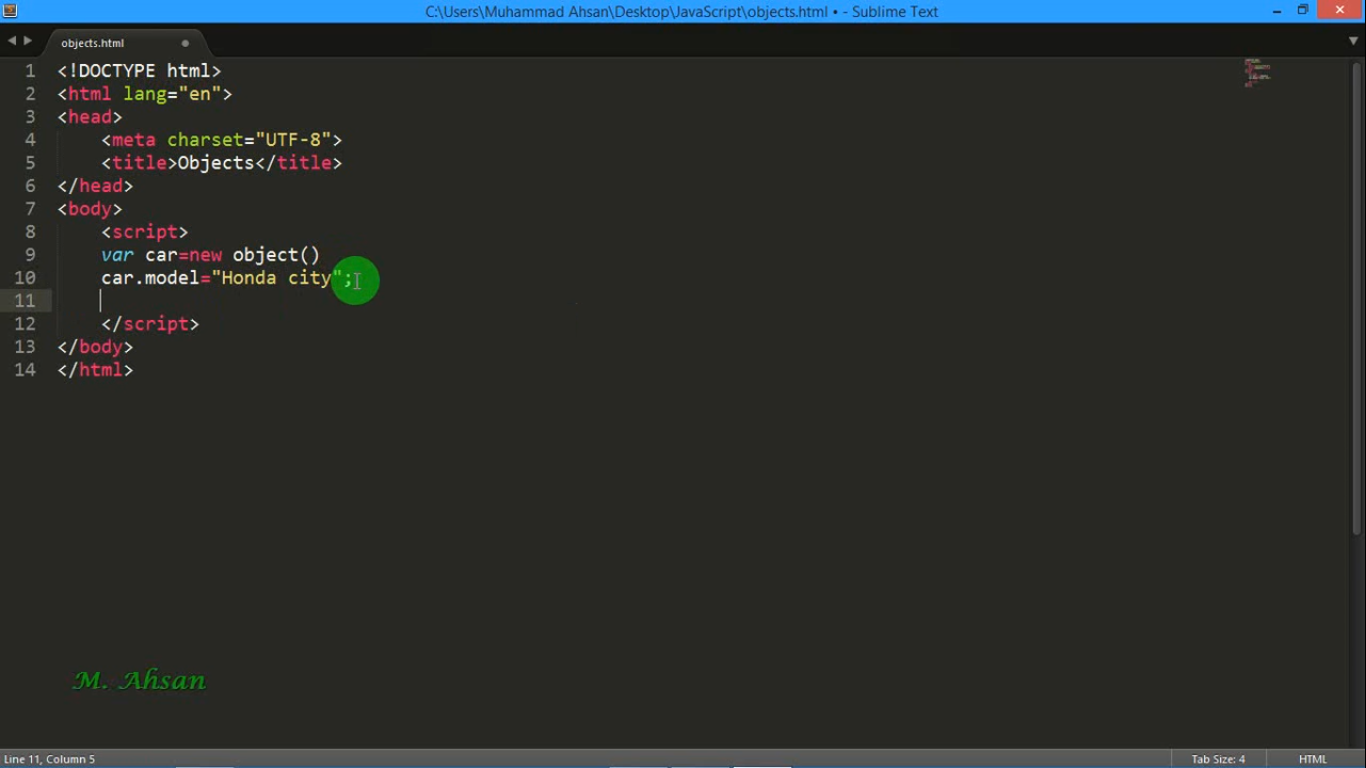 C:\Users\Muhammad Ahsan\Desktop\JavaScript\objects.html • - Sublime Text
objects.html
1 <!DOCTYPE html>
2 <html lang="en">
3 <head>
4     <meta charset="UTF-8">
5     <title>Objects</title>
6 </head>
7 <body>
8     <script>
9     var car=new object()
10     car.model="Honda city";
11
12     </script>
13 </body>
14 </html>
M. Ahsan
Line 11, Column 5 Tab Size: 4 HTML